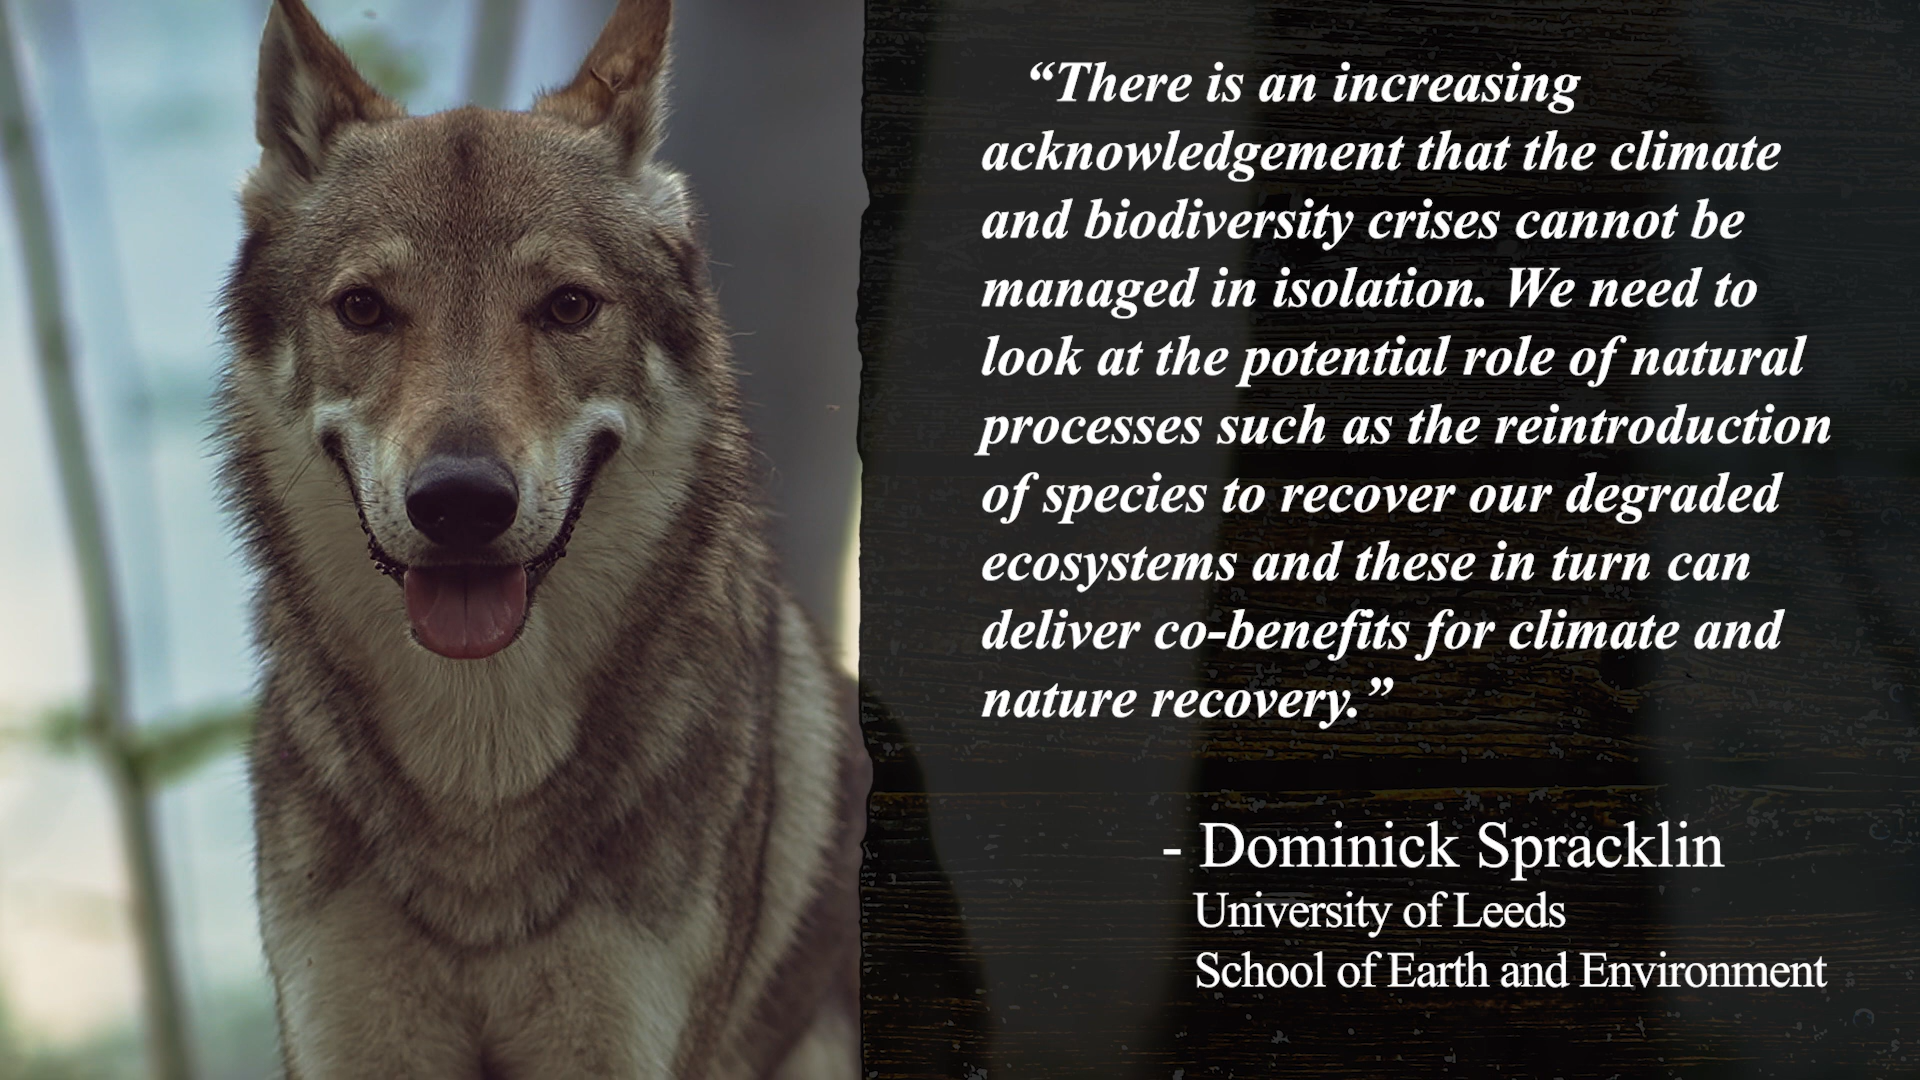 “There is an increasing
acknowledgement that the climate
and biodiversity crises cannot be
managed in isolation. We need to
look at the potential role of natural
processes such as the reintroduction
of species to recover our degraded
ecosystems and these in turn can
deliver co-benefits for climate and
nature recovery.”
- Dominick Spracklin
University of Leeds
School of Earth and Environment